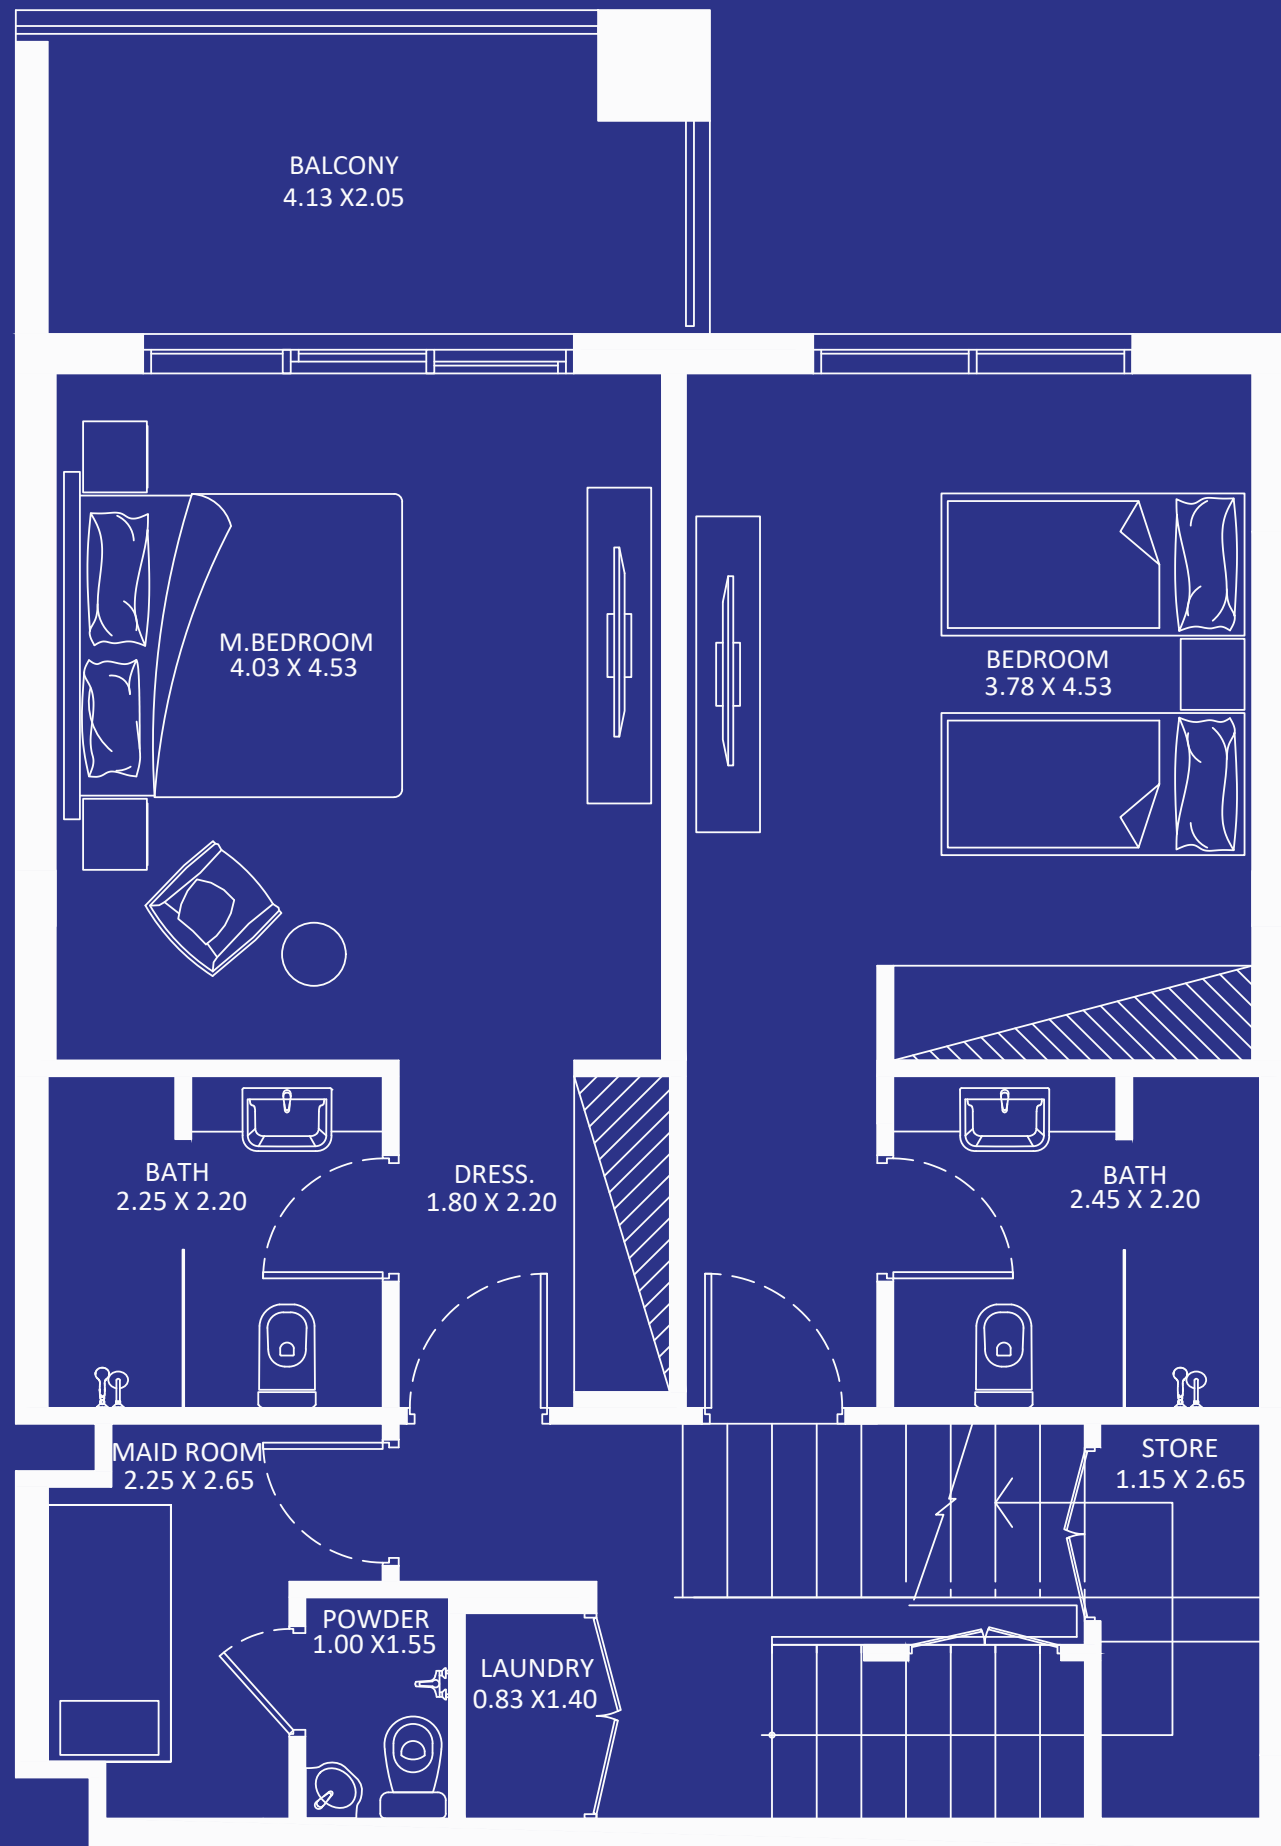 BALCONY
4.13 X2.05
M.BEDROOM
4.03 X 4.53
BEDROOM
3.78 X 4.53
BATH
2.25 X 2.20
DRESS.
1.80 X 2.20
BATH
2.45 X 2.20
MAID ROOM
2.25 X 2.65
STORE
1.15 X 2.65
POWDER
1.00 X1.55
LAUNDRY
0.83 X1.40